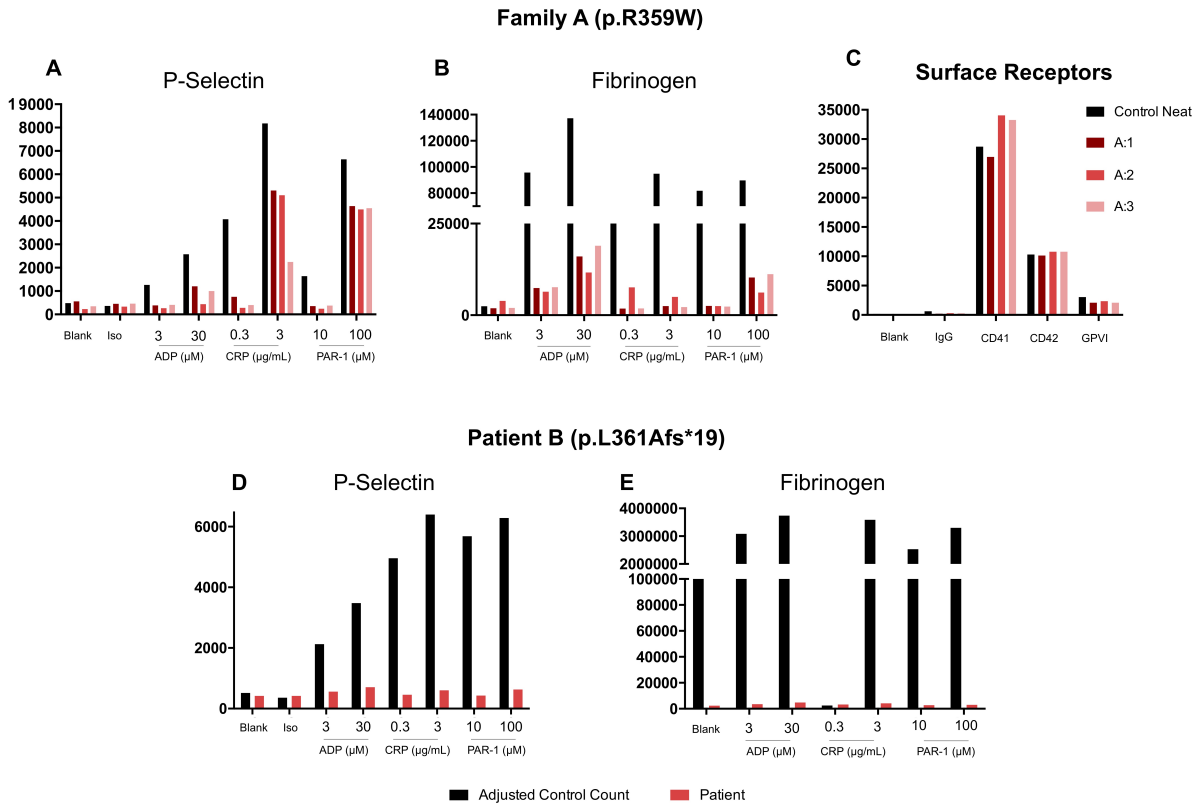 Family A (p.R359W)
A
P-Selectin
19000
8000
7000
6000
5000
4000
3000
2000
1000
0
Blank Iso 3 30 0.3 3 10 100
ADP (µM) CRP (µg/mL) PAR-1 (µM)
B
Fibrinogen
140000
120000
100000
80000
25000
0
Blank 3 30 0.3 3 10 100
ADP (µM) CRP (µg/mL) PAR-1 (µM)
C
Surface Receptors
35000
30000
25000
20000
15000
10000
5000
0
Blank IgG CD41 CD42 GPVI
Control Neat
A:1
A:2
A:3
Patient B (p.L361Afs*19)
D
P-Selectin
6000
4000
2000
0
Blank Iso 3 30 0.3 3 10 100
ADP (µM) CRP (µg/mL) PAR-1 (µM)
E
Fibrinogen
4000000
3000000
2000000
100000
80000
60000
40000
20000
0
Blank 3 30 0.3 3 10 100
ADP (µM) CRP (µg/mL) PAR-1 (µM)
Adjusted Control Count
Patient